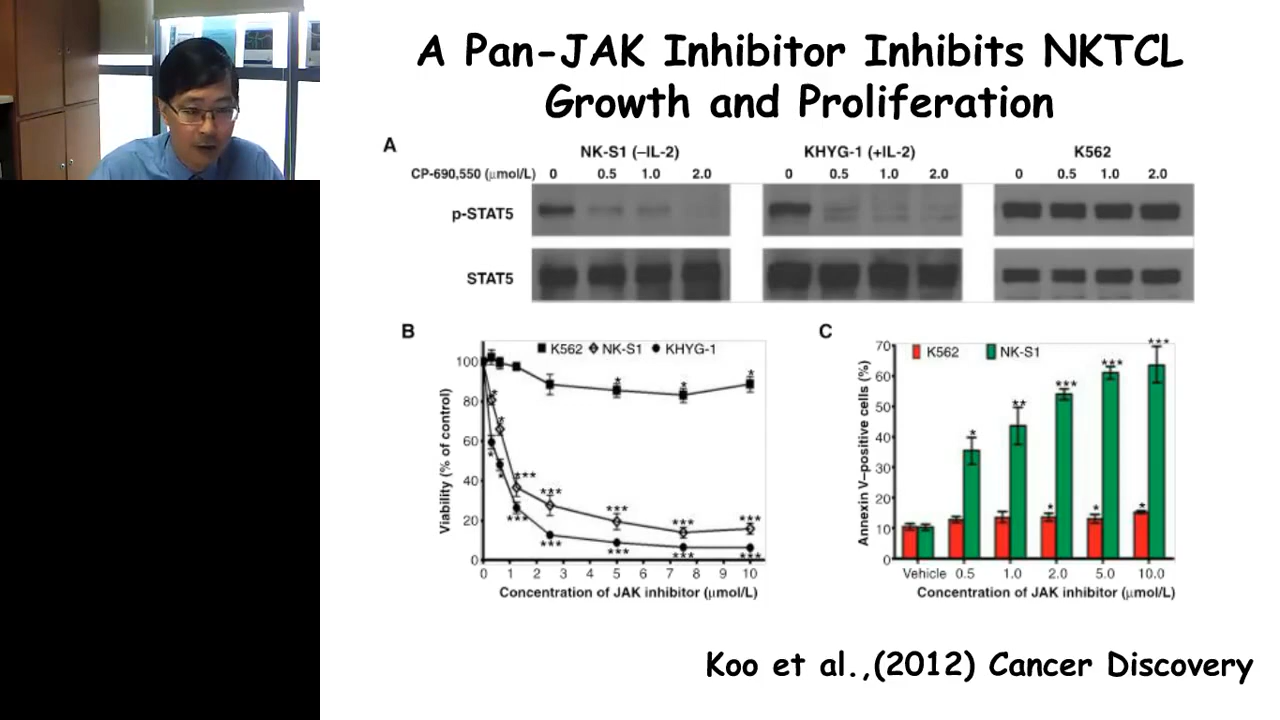 A Pan-JAK Inhibitor Inhibits NKTCL
Growth and Proliferation
A
NK-S1 (–IL-2) KHYG-1 (+IL-2) K562
CP-690,550 (μmol/L) 0 0.5 1.0 2.0 0 0.5 1.0 2.0 0 0.5 1.0 2.0
p-STAT5
STAT5
B
K562 NK-S1 KHYG-1
Viability (% of control)
100
80
60
40
20
0
0 1 2 3 4 5 6 7 8 9 10
Concentration of JAK inhibitor (μmol/L)
C
K562 NK-S1
Annexin V–positive cells (%)
70
60
50
40
30
20
10
0
Vehicle 0.5 1.0 2.0 5.0 10.0
Concentration of JAK inhibitor (μmol/L)
Koo et al.,(2012) Cancer Discovery